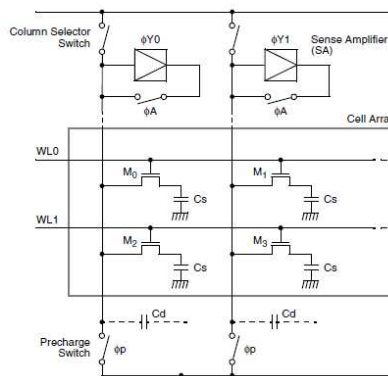 Column Selector
Switch
ϕY0
ϕY1
Sense Amplifier
(SA)
ϕA
ϕA
Cell Arra
WL0
M0
M1
Cs
Cs
WL1
M2
M3
Cs
Cs
Cd
Cd
Precharge
Switch
ϕp
ϕp